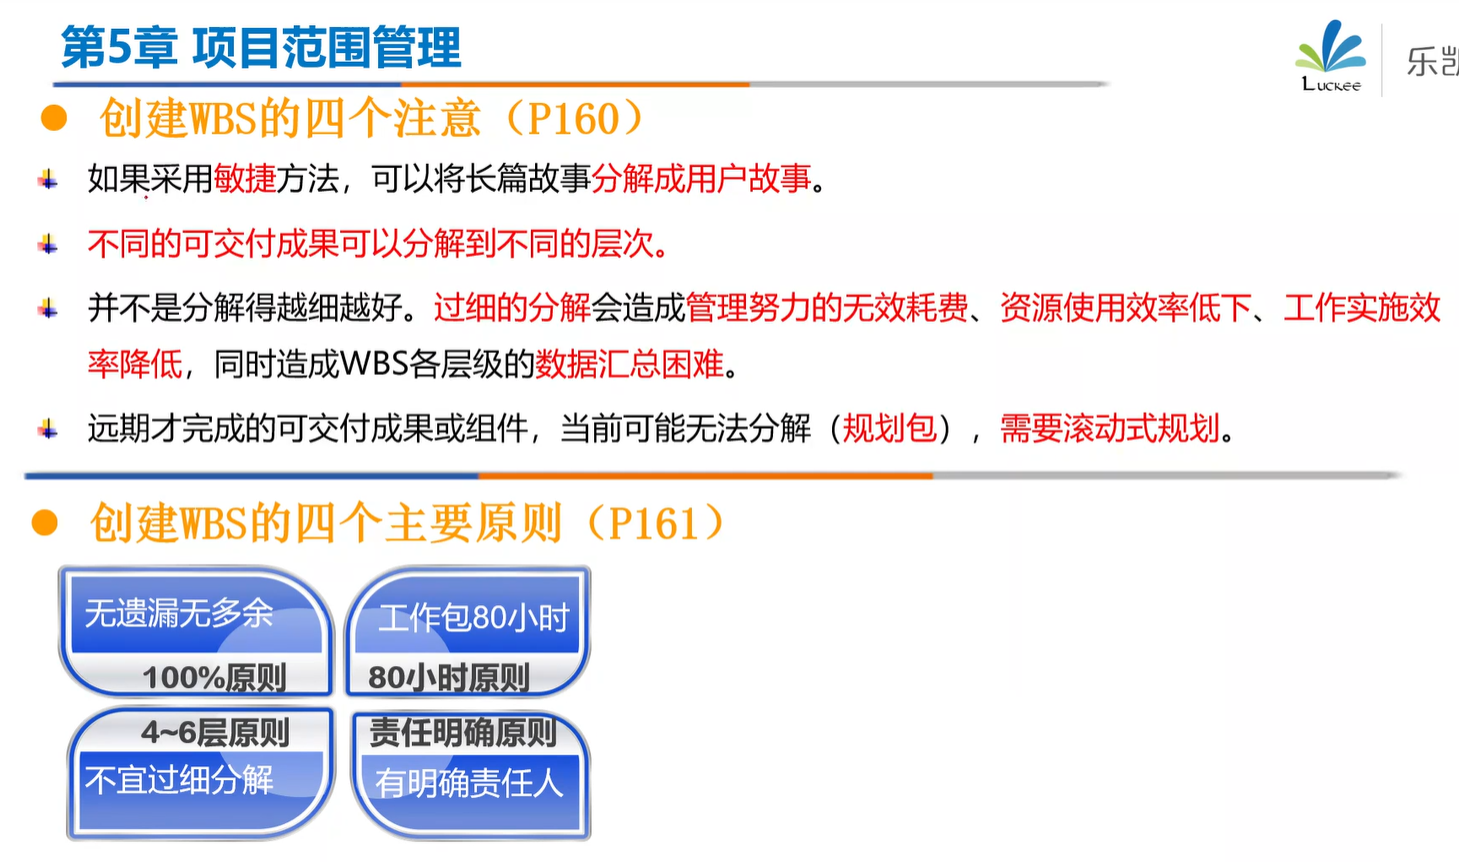 第5章 项目范围管理
Luckee
乐凯
创建WBS的四个注意（P160）
如果采用敏捷方法，可以将长篇故事分解成用户故事。
不同的可交付成果可以分解到不同的层次。
并不是分解得越细越好。过细的分解会造成管理努力的无效耗费、资源使用效率低下、工作实施效
率降低，同时造成WBS各层级的数据汇总困难。
远期才完成的可交付成果或组件，当前可能无法分解（规划包），需要滚动式规划。
创建WBS的四个主要原则（P161）
无遗漏无多余
100%原则
工作包80小时
80小时原则
4~6层原则
不宜过细分解
责任明确原则
有明确责任人